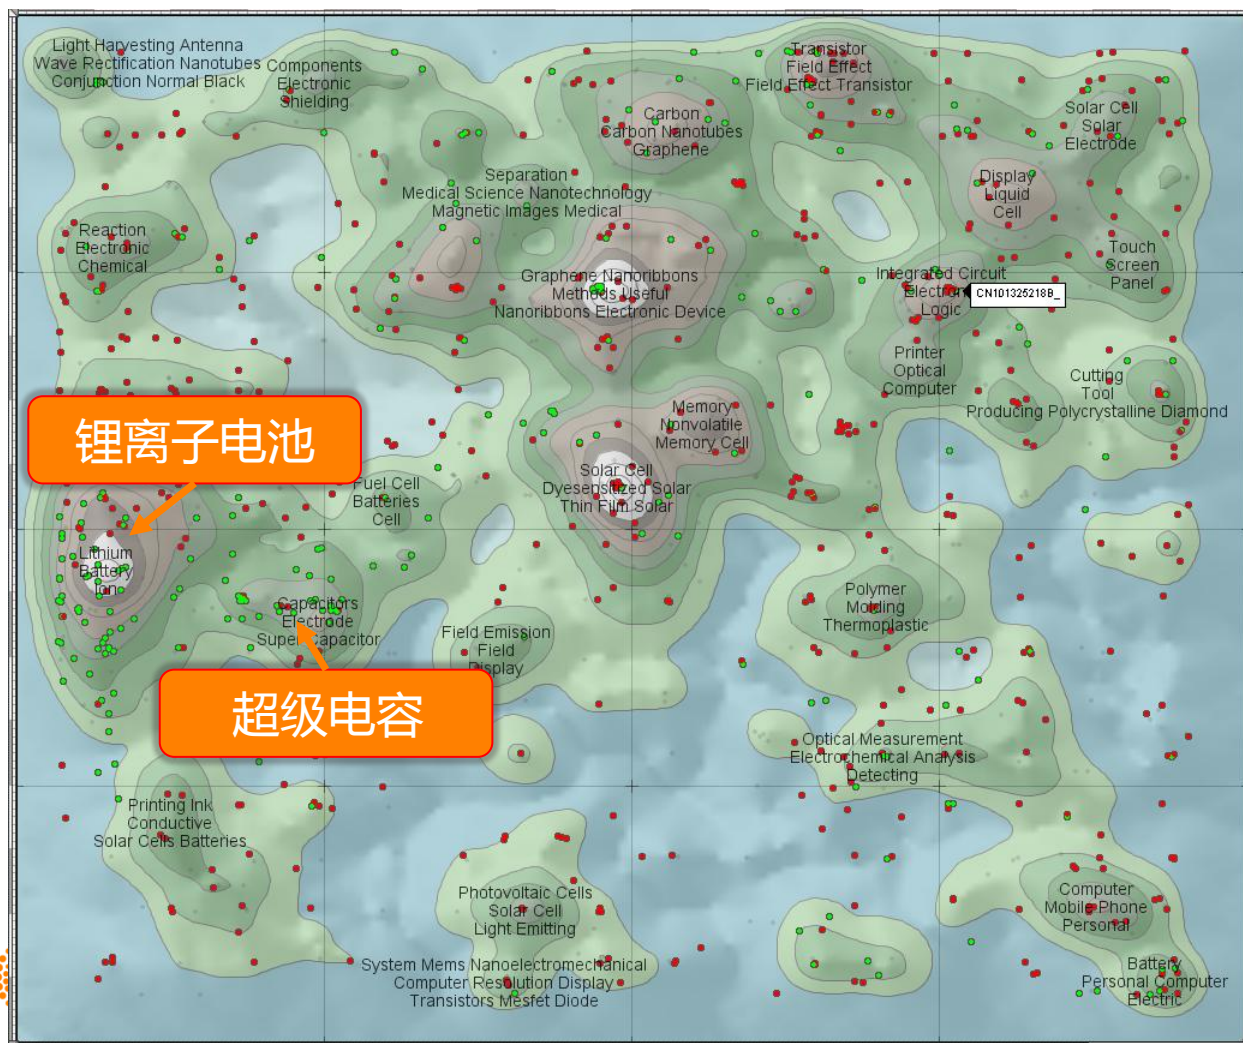 Light Harvesting Antenna
Wave Rectification Nanotubes
Conjunction Normal Black
Components
Electronic
Shielding
Transistor
Field Effect
Field Effect Transistor
Carbon
Carbon Nanotubes
Graphene
Solar Cell
Solar
Electrode
Separation
Medical Science Nanotechnology
Magnetic Images Medical
Display
Liquid
Cell
Reaction
Electronic
Chemical
Touch
Screen
Panel
Graphene Nanoribbons
Methods Useful
Nanoribbons Electronic Device
Integrated Circuit
Electron
Logic
CN101325218B_
Printer
Optical
Computer
Cutting
Tool
Producing Polycrystalline Diamond
Memory
Nonvolatile
Memory Cell
锂离子电池
Solar Cell
Dyesensitized Solar
Thin Film Solar
Fuel Cell
Batteries
Cell
Lithium
Battery
Ion
Capacitors
Electrode
Super Capacitor
Polymer
Molding
Thermoplastic
Field Emission
Field
Display
超级电容
Optical Measurement
Electrochemical Analysis
Detecting
Printing Ink
Conductive
Solar Cells Batteries
Photovoltaic Cells
Solar Cell
Light Emitting
Computer
Mobile Phone
Personal
System Mems Nanoelectromechanical
Computer Resolution Display
Transistors Mesfet Diode
Battery
Personal Computer
Electric